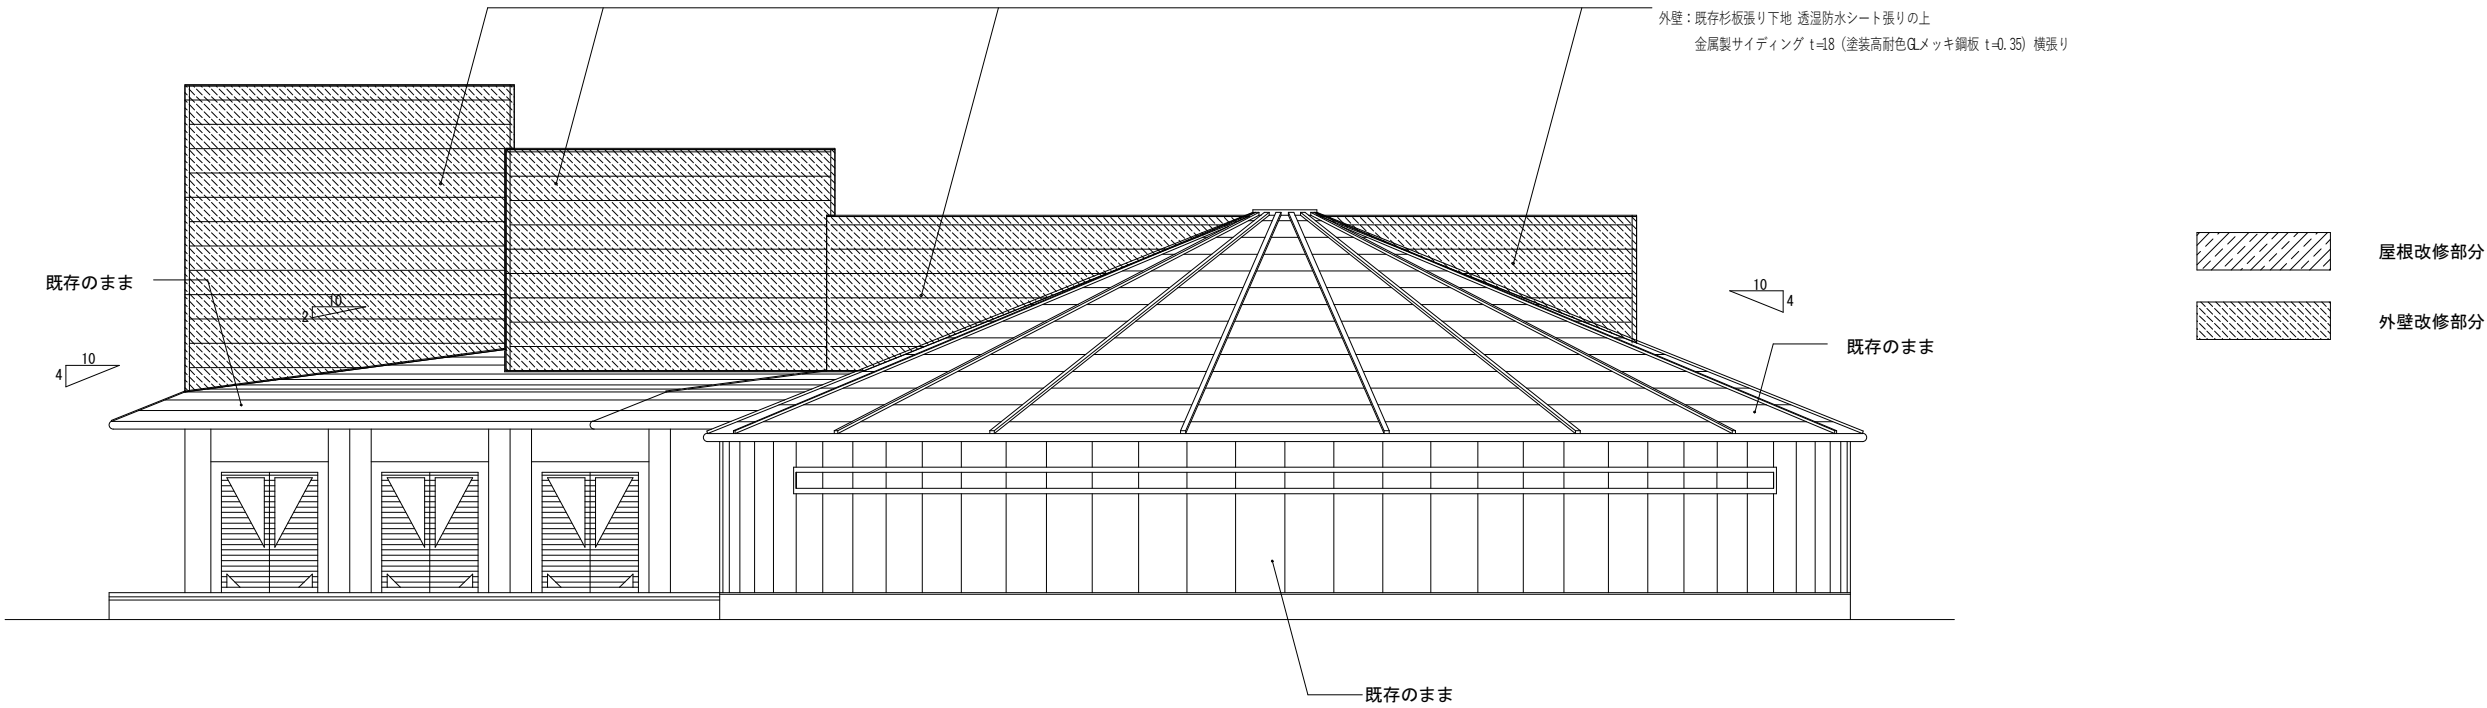 外壁：既存杉板張り下地 透湿防水シート張りの上
金属製サイディング t=18（塗装高耐色GLメッキ鋼板 t=0.35）横張り
屋根改修部分
既存のまま
10
2
10
4
外壁改修部分
10
4
既存のまま
既存のまま